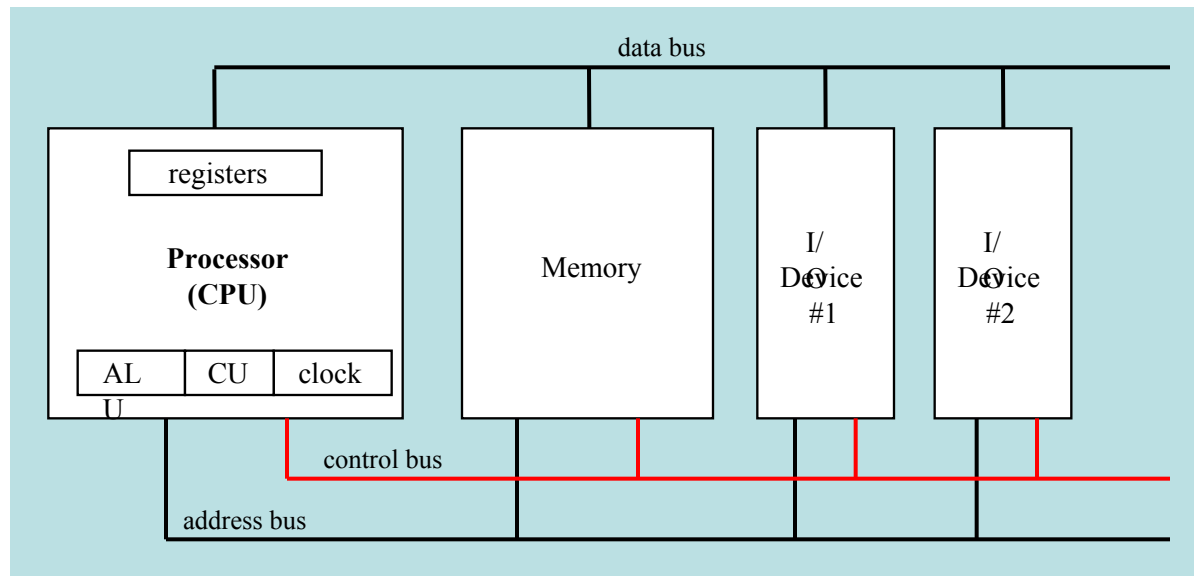 data bus
registers
Processor
(CPU)
AL
U
CU
clock
Memory
I/
O
Device
#1
I/
O
Device
#2
control bus
address bus